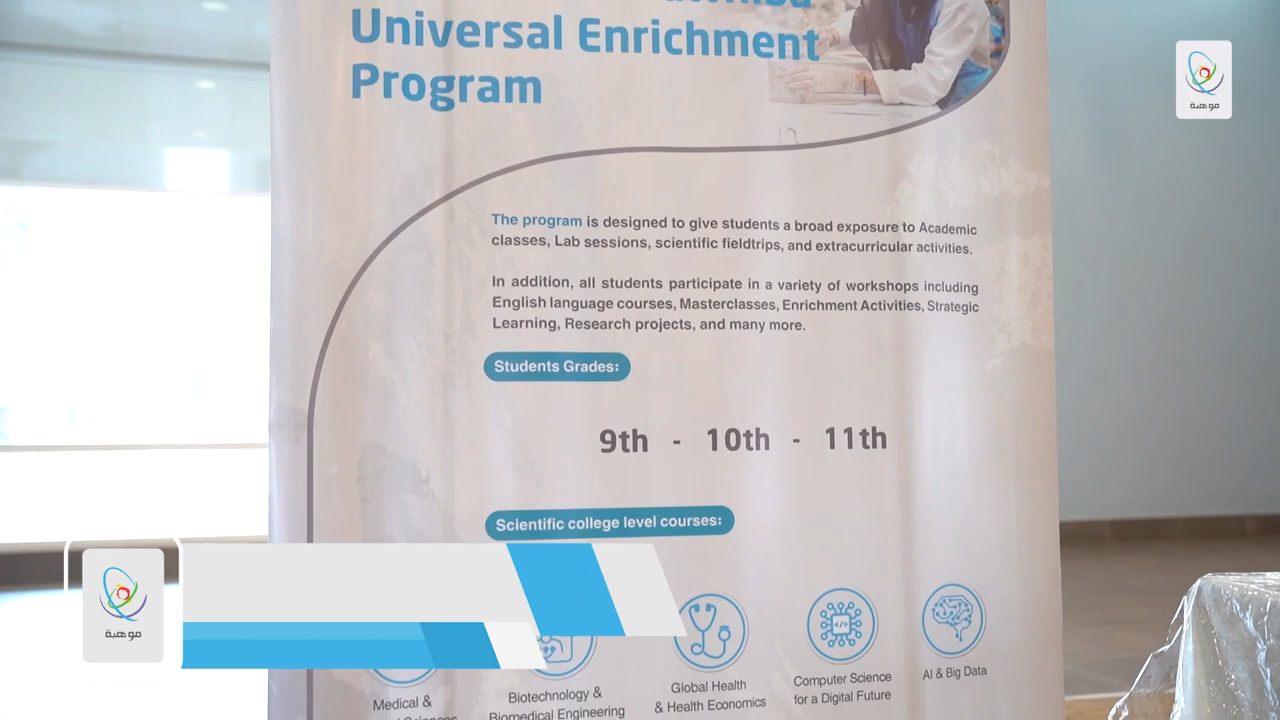 Universal Enrichment
Program
موهبة
The program is designed to give students a broad exposure to Academic
classes, Lab sessions, scientific fieldtrips, and extracurricular activities.
In addition, all students participate in a variety of workshops including
English language courses, Masterclasses, Enrichment Activities, Strategic
Learning, Research projects, and many more.
Students Grades:
9th - 10th - 11th
Scientific college level courses:
موهبة
Medical &
Biotechnology &
Biomedical Engineering
Global Health
& Health Economics
Computer Science
for a Digital Future
AI & Big Data